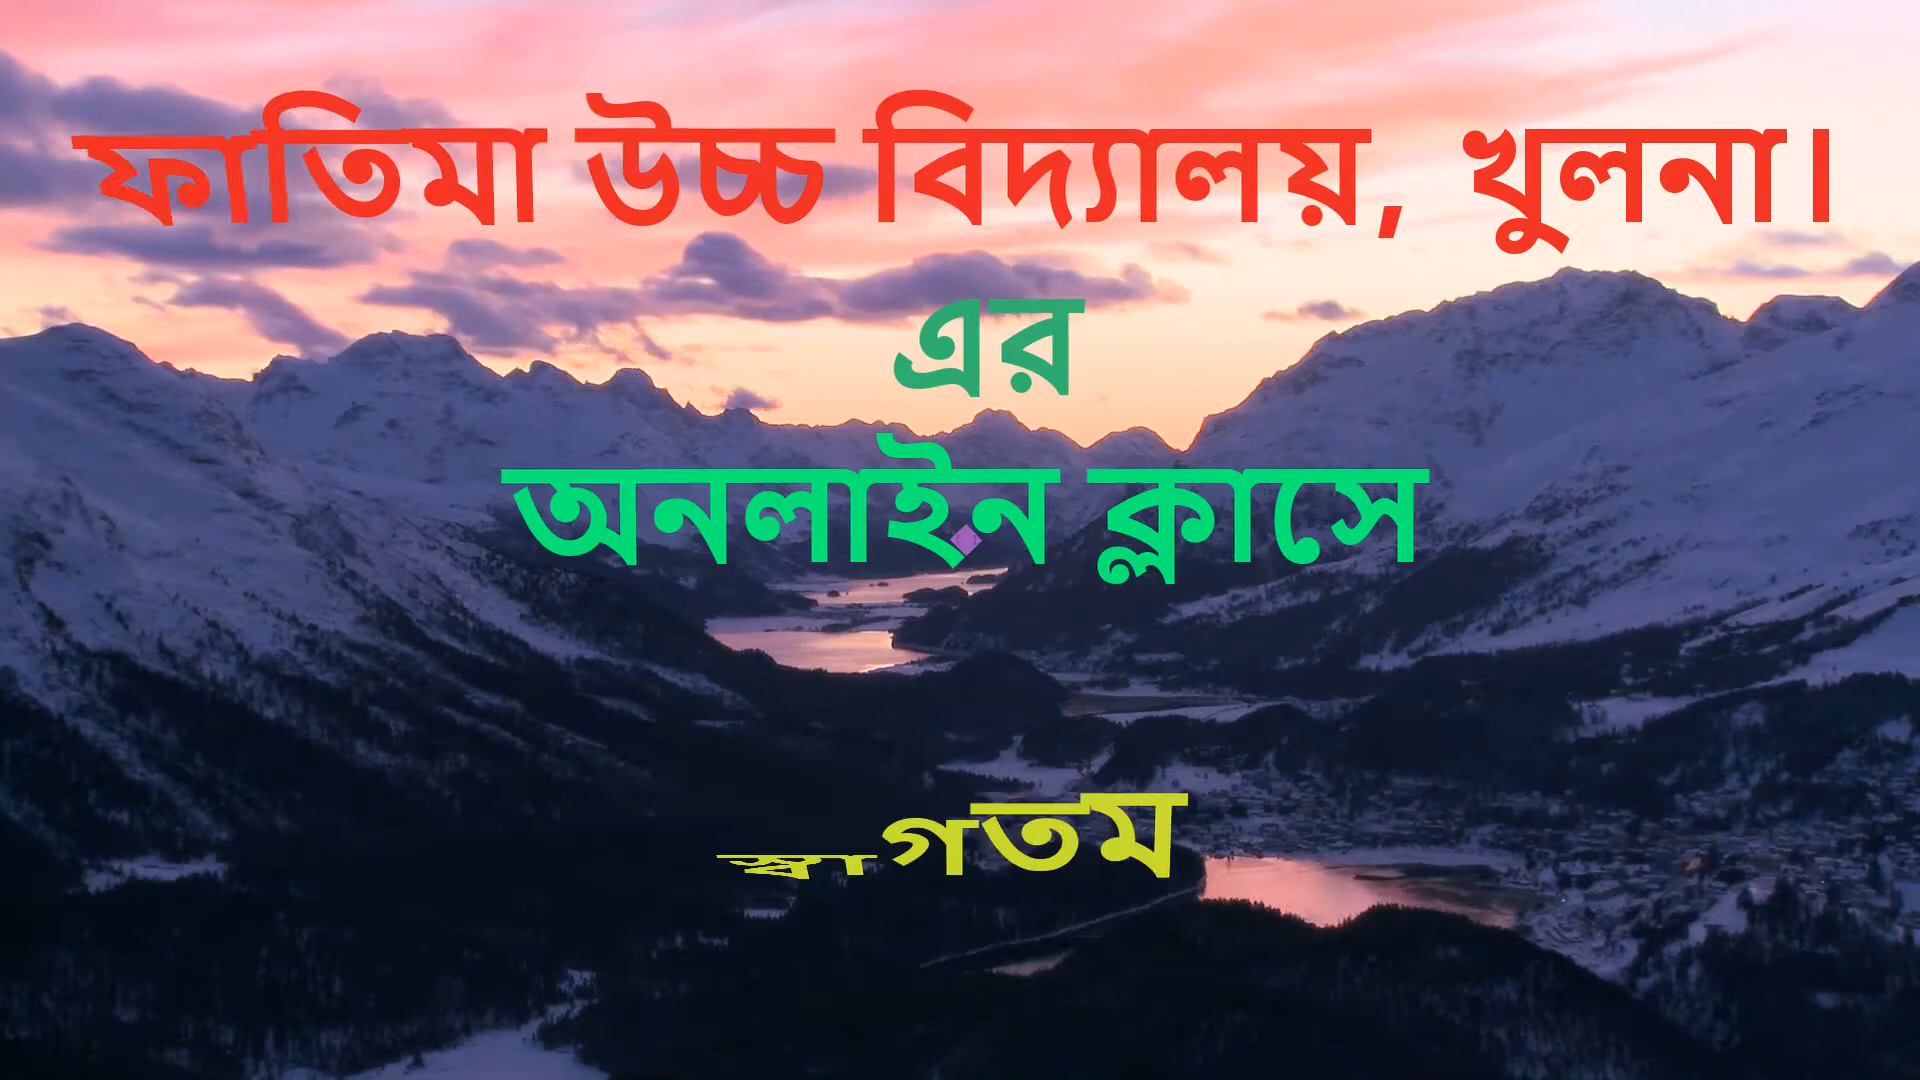 ফাতিমা উচ্চ বিদ্যালয়, খুলনা।
এর
অনলাইন ক্লাসে
স্বাগতম